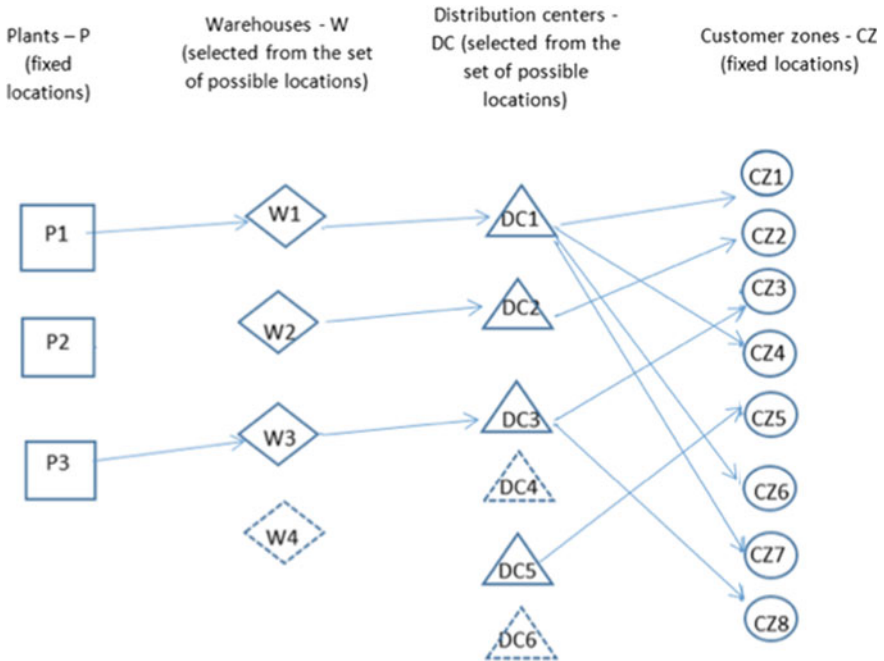 Plants – P
(fixed
locations)
Warehouses - W
(selected from the set
of possible locations)
Distribution centers -
DC (selected from the
set of possible
locations)
Customer zones - CZ
(fixed locations)
P1
P2
P3
W1
W2
W3
W4
DC1
DC2
DC3
DC4
DC5
DC6
CZ1
CZ2
CZ3
CZ4
CZ5
CZ6
CZ7
CZ8